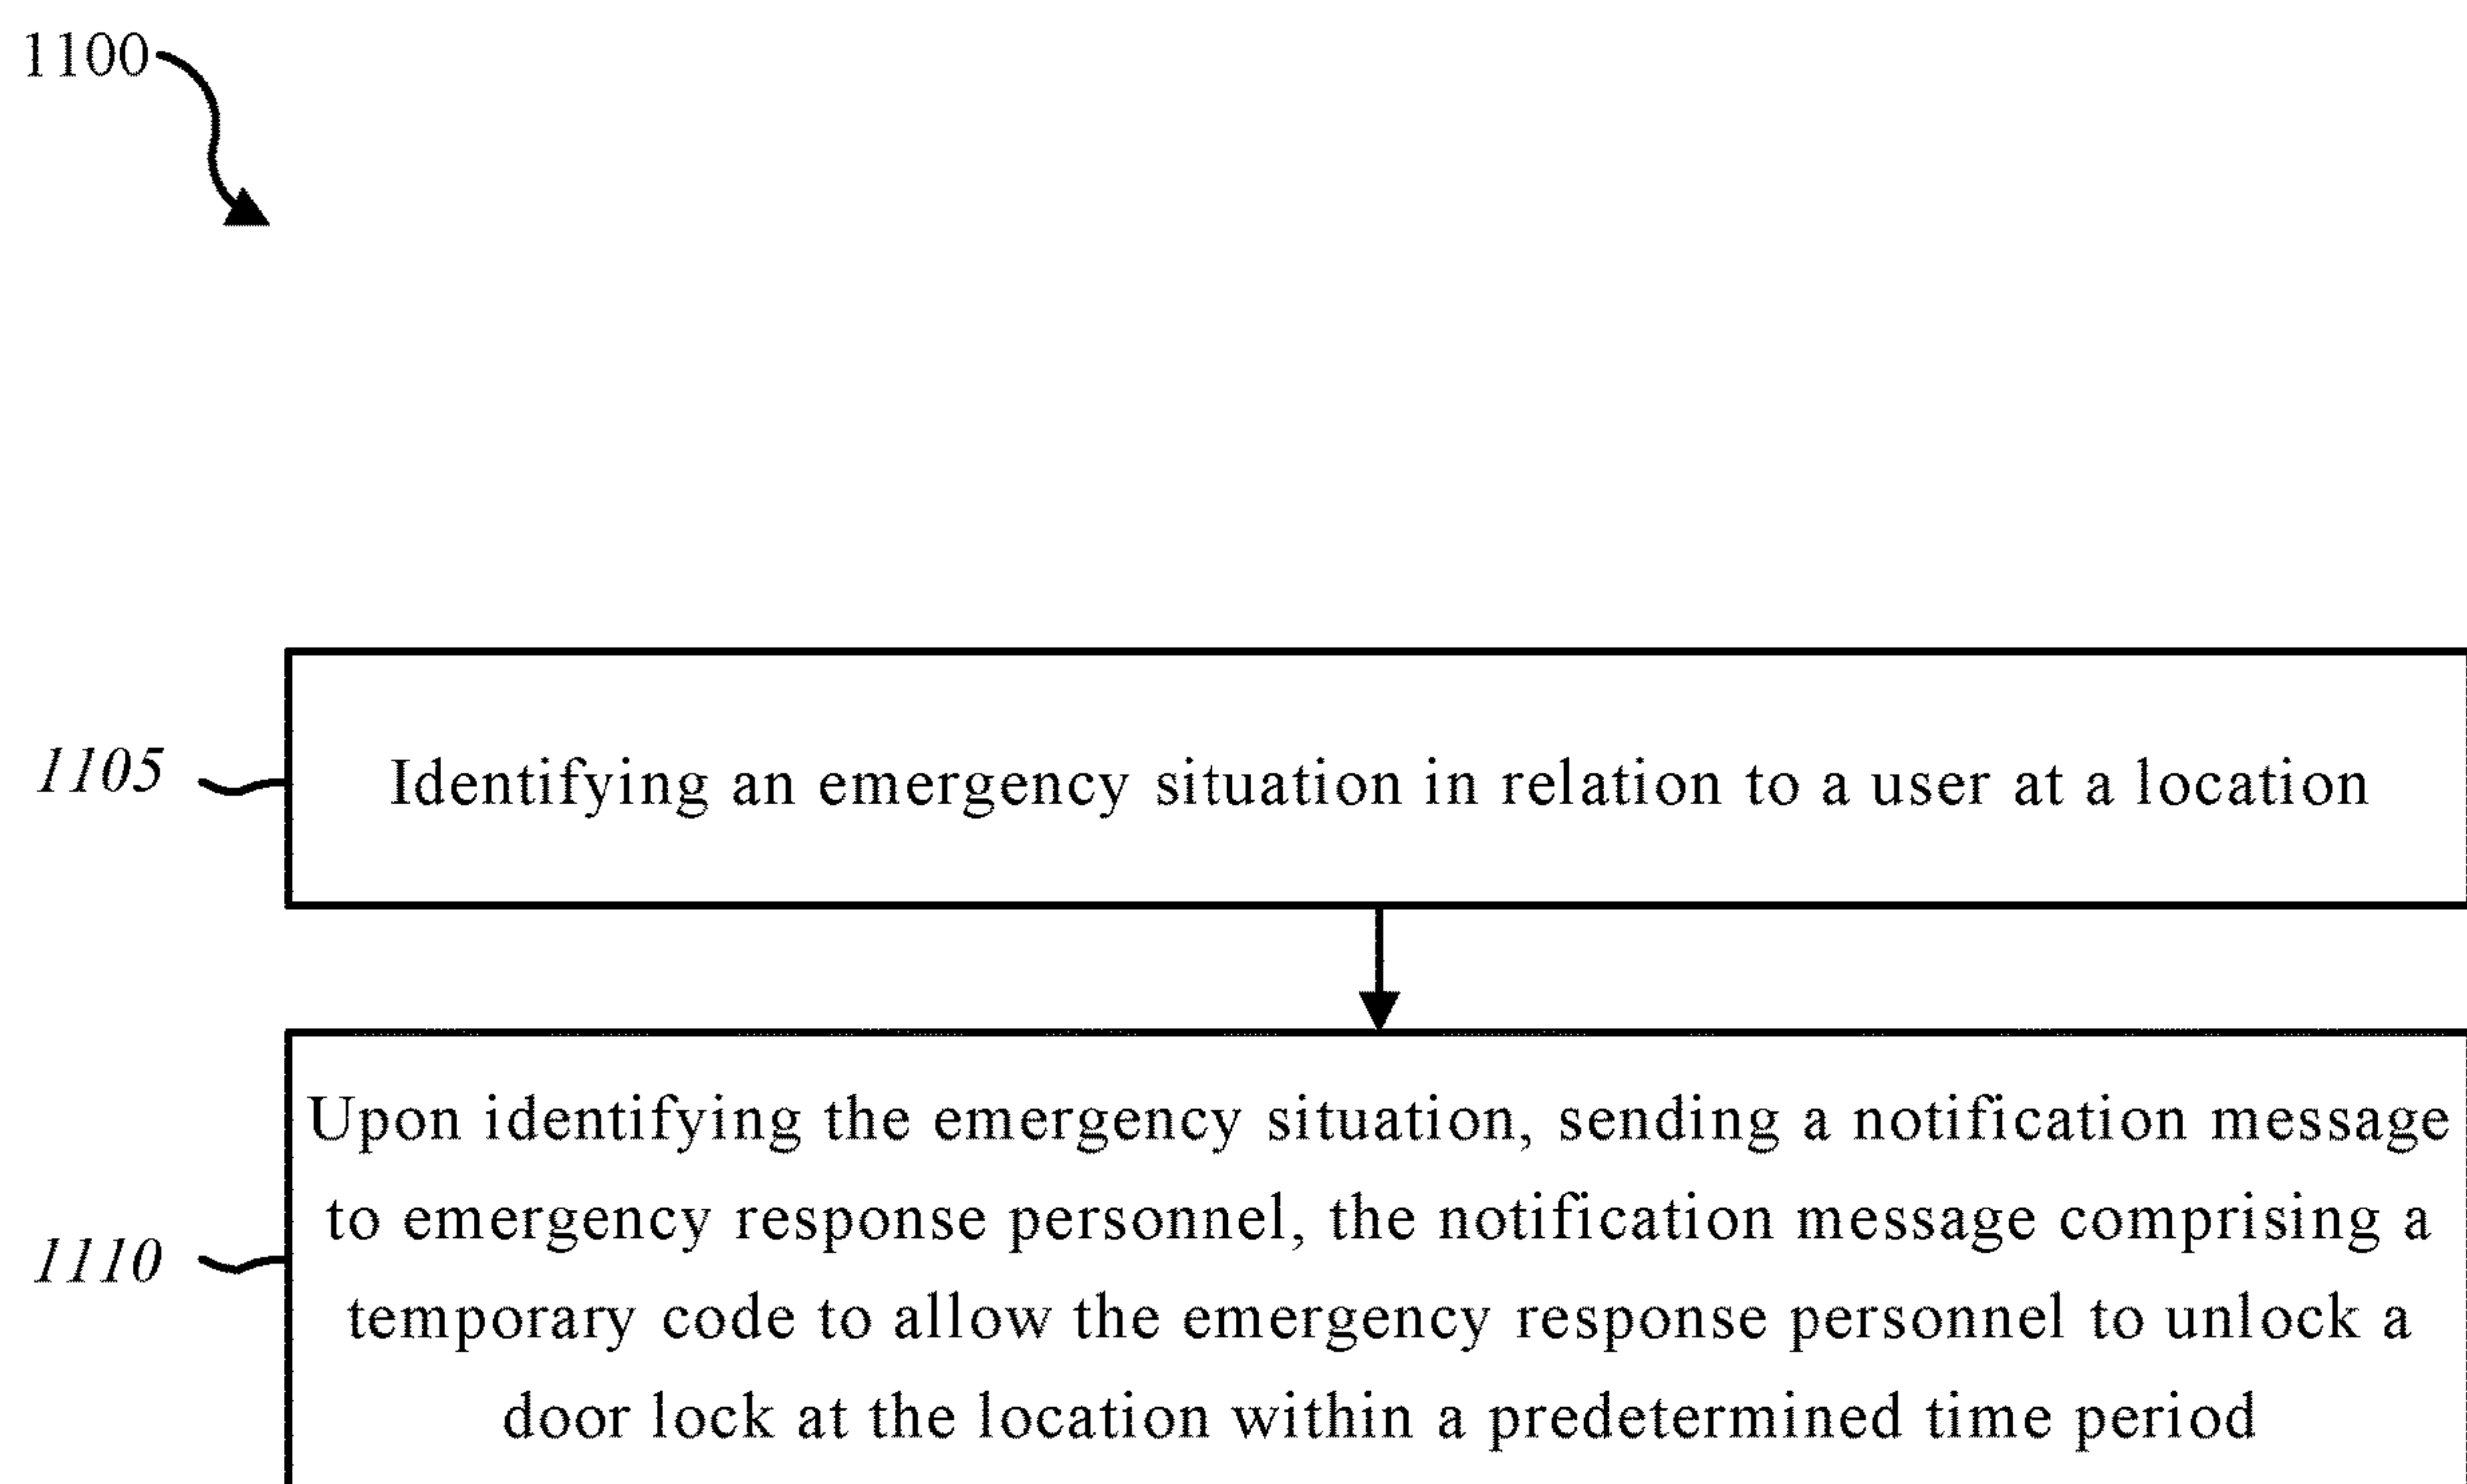 1100
1105
Identifying an emergency situation in relation to a user at a location
Upon identifying the emergency situation, sending a notification message
to emergency response personnel, the notification message comprising a
1110
temporary code to allow the emergency response personnel to unlock a
door lock at the location within a predetermined time period